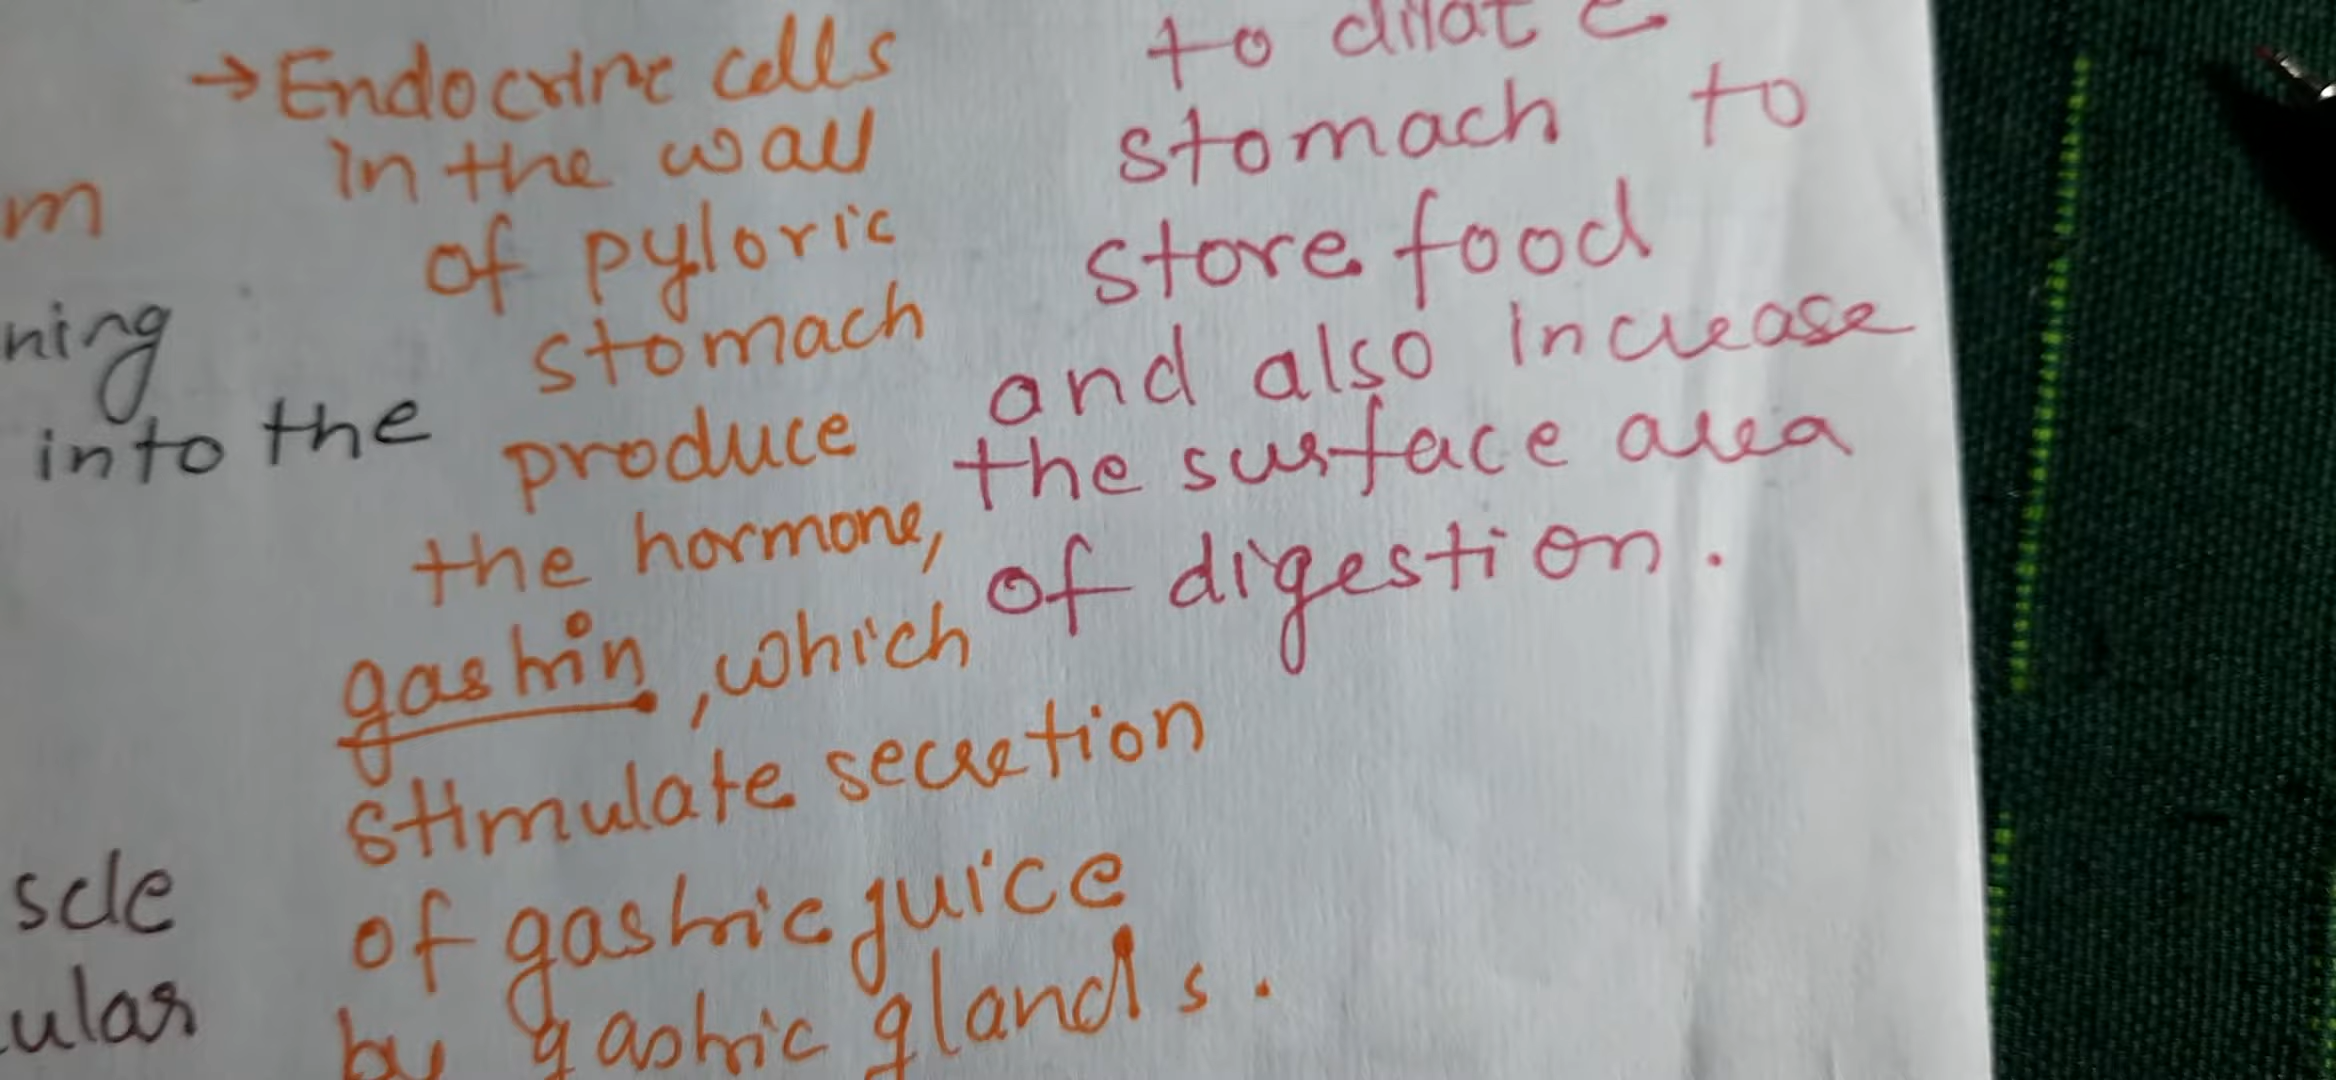 m
ning
into the
scle
ular
→ Endocrine cells
in the wall
of pyloric
stomach
produce
the hormone,
gastrin, which
stimulate secretion
of gastric juice
by gastric glands.
to dilate
stomach to
store food
and also increase
the surface area
of digestion.